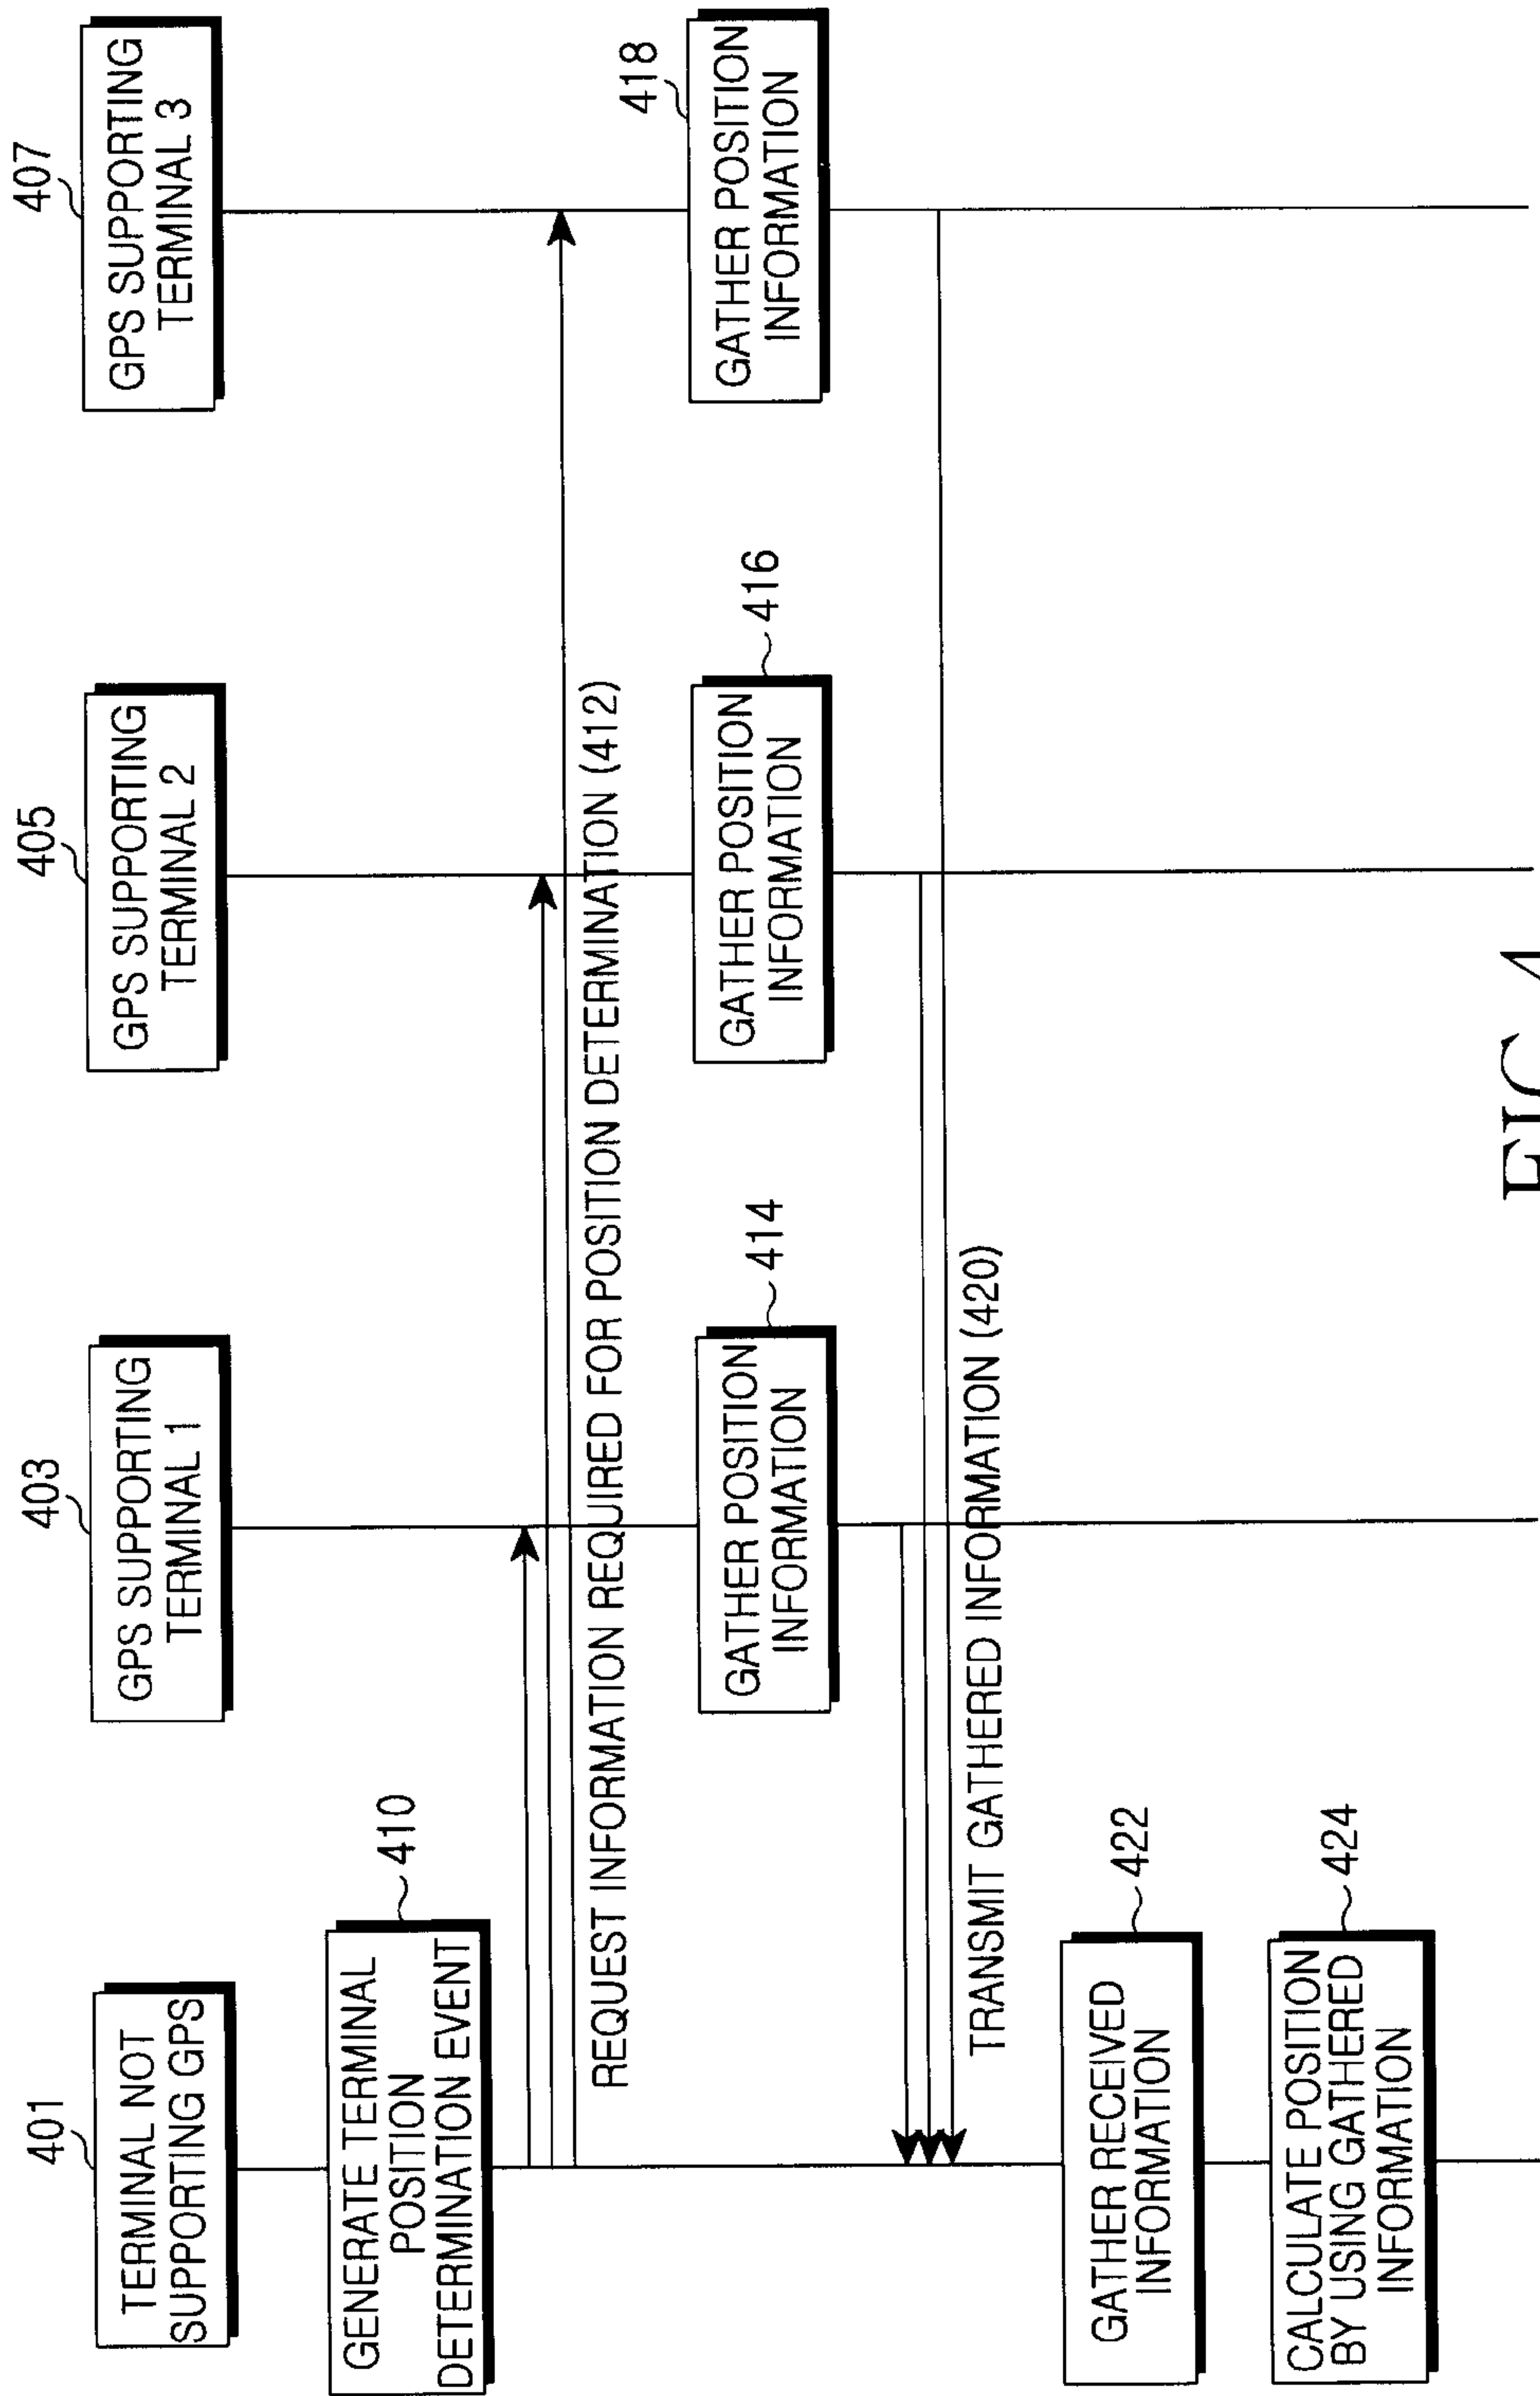 401
TERMINAL NOT
SUPPORTING GPS
403
GPS SUPPORTING
TERMINAL 1
405
GPS SUPPORTING
TERMINAL 2
407
GPS SUPPORTING
TERMINAL 3
GENERATE TERMINAL
POSITION
DETERMINATION EVENT
410
REQUEST INFORMATION REQUIRED FOR POSITION DETERMINATION (412)
GATHER POSITION
INFORMATION
414
GATHER POSITION
INFORMATION
416
GATHER POSITION
INFORMATION
418
TRANSMIT GATHERED INFORMATION (420)
GATHER RECEIVED
INFORMATION
422
CALCULATE POSITION
BY USING GATHERED
INFORMATION
424
FIG. 4